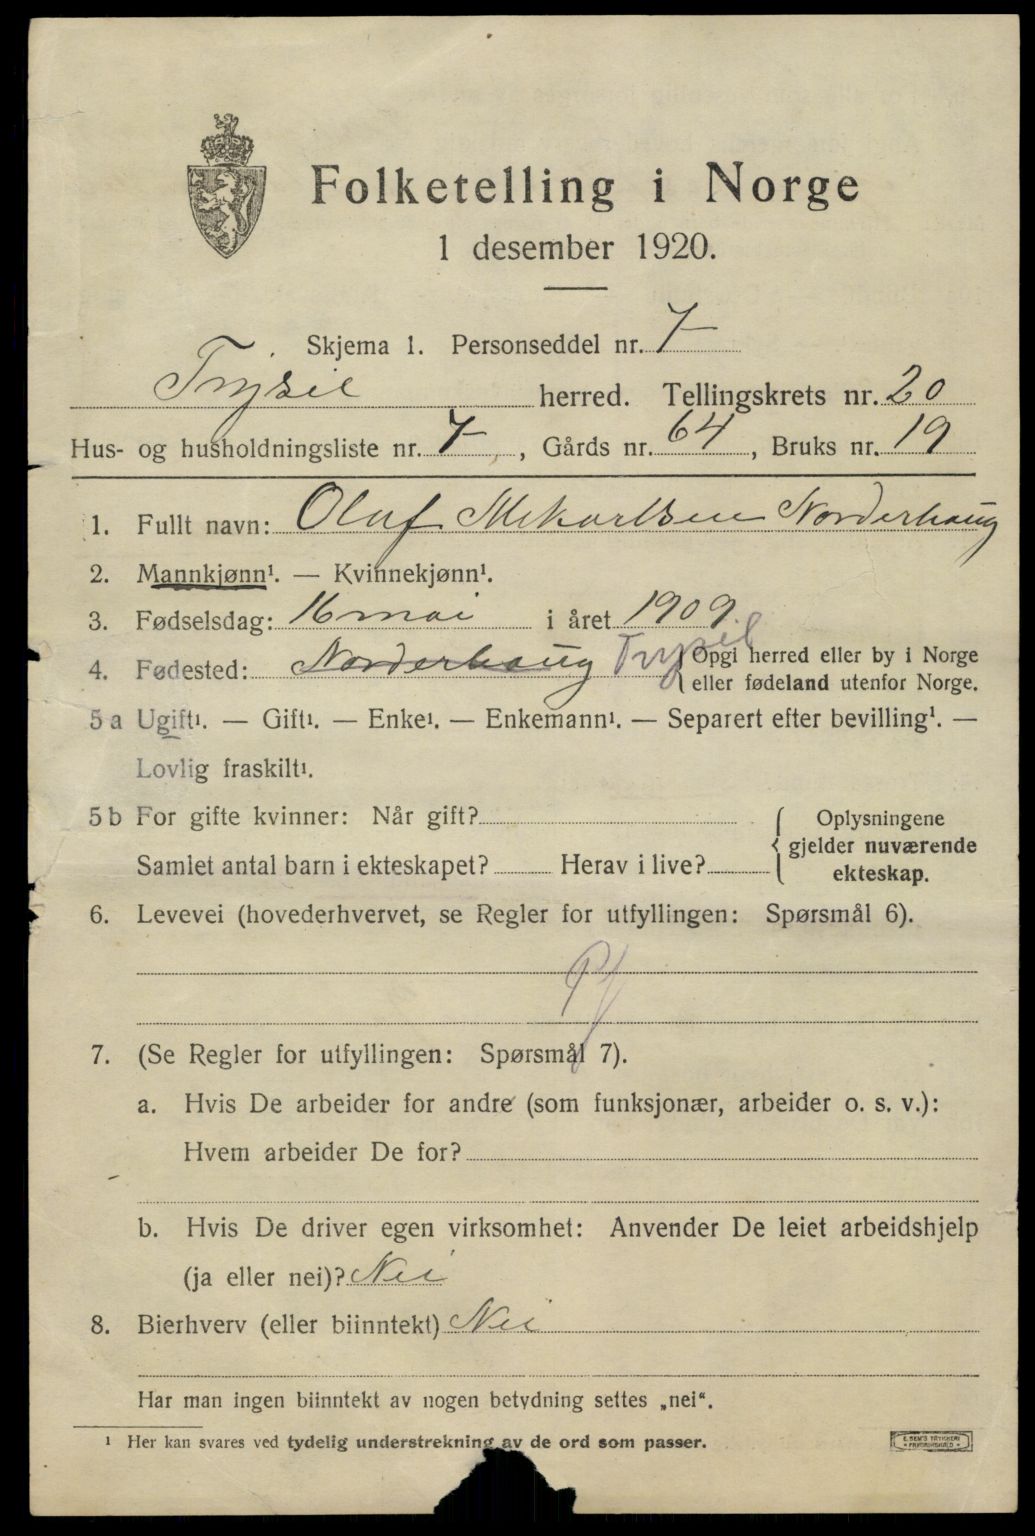 Folketelling i Norge
1 desember 1920.
Skjema 1. Personseddel nr. 7
Trysil herred. Tellingskrets nr. 20
Hus- og husholdningsliste nr. 7, Gårds nr. 64, Bruks nr. 19
1. Fullt navn: Oluf Mekarlsen Norderhaug
2. Mannkjønn¹. — Kvinnekjønn¹.
3. Fødselsdag: 16 mai i året 1909.
4. Fødested: Norderhaug Trysil { Opgi herred eller by i Norge
eller fødeland utenfor Norge.
5a Ugift¹. — Gift¹. — Enke¹. — Enkemann¹. — Separert efter bevilling¹. —
Lovlig fraskilt¹.
5b For gifte kvinner: Når gift? { Oplysningene
gjelder nuværende
Samlet antal barn i ekteskapet? Herav i live? ekteskap.
6. Levevei (hovederhvervet, se Regler for utfyllingen: Spørsmål 6).
7. (Se Regler for utfyllingen: Spørsmål 7).
a. Hvis De arbeider for andre (som funksjonær, arbeider o. s. v.):
Hvem arbeider De for?
b. Hvis De driver egen virksomhet: Anvender De leiet arbeidshjelp
(ja eller nei)? Nei
8. Bierhverv (eller biinntekt) Nei
Har man ingen biinntekt av nogen betydning settes „nei“.
¹ Her kan svares ved tydelig understrekning av de ord som passer.